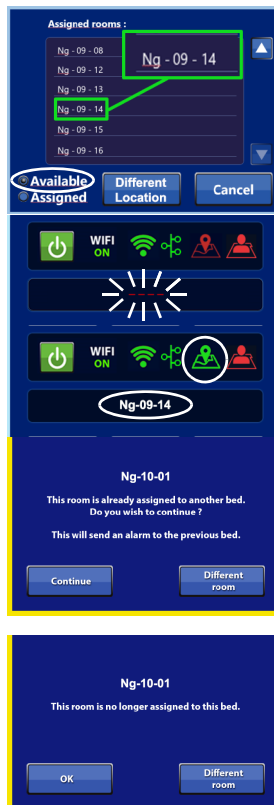 Assigned rooms :
Ng - 09 - 08
Ng - 09 - 12
Ng - 09 - 13
Ng - 09 - 14
Ng - 09 - 15
Ng - 09 - 16
Ng - 09 - 14
Available
Assigned
Different
Location
Cancel
WIFI
ON
-----
WIFI
ON
Ng-09-14
Ng-10-01
This room is already assigned to another bed.
Do you wish to continue ?
This will send an alarm to the previous bed.
Continue
Different
room
Ng-10-01
This room is no longer assigned to this bed.
OK
Different
room